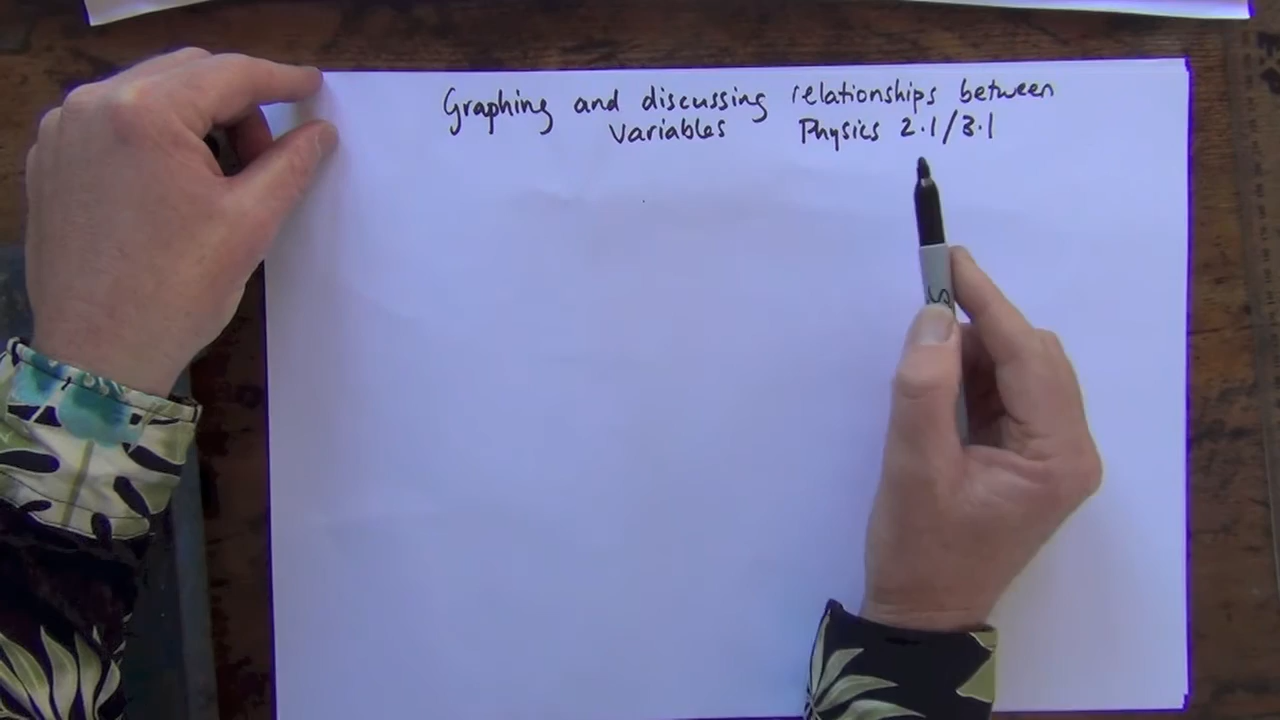 Graphing and discussing relationships between
Variables Physics 2.1/3.1